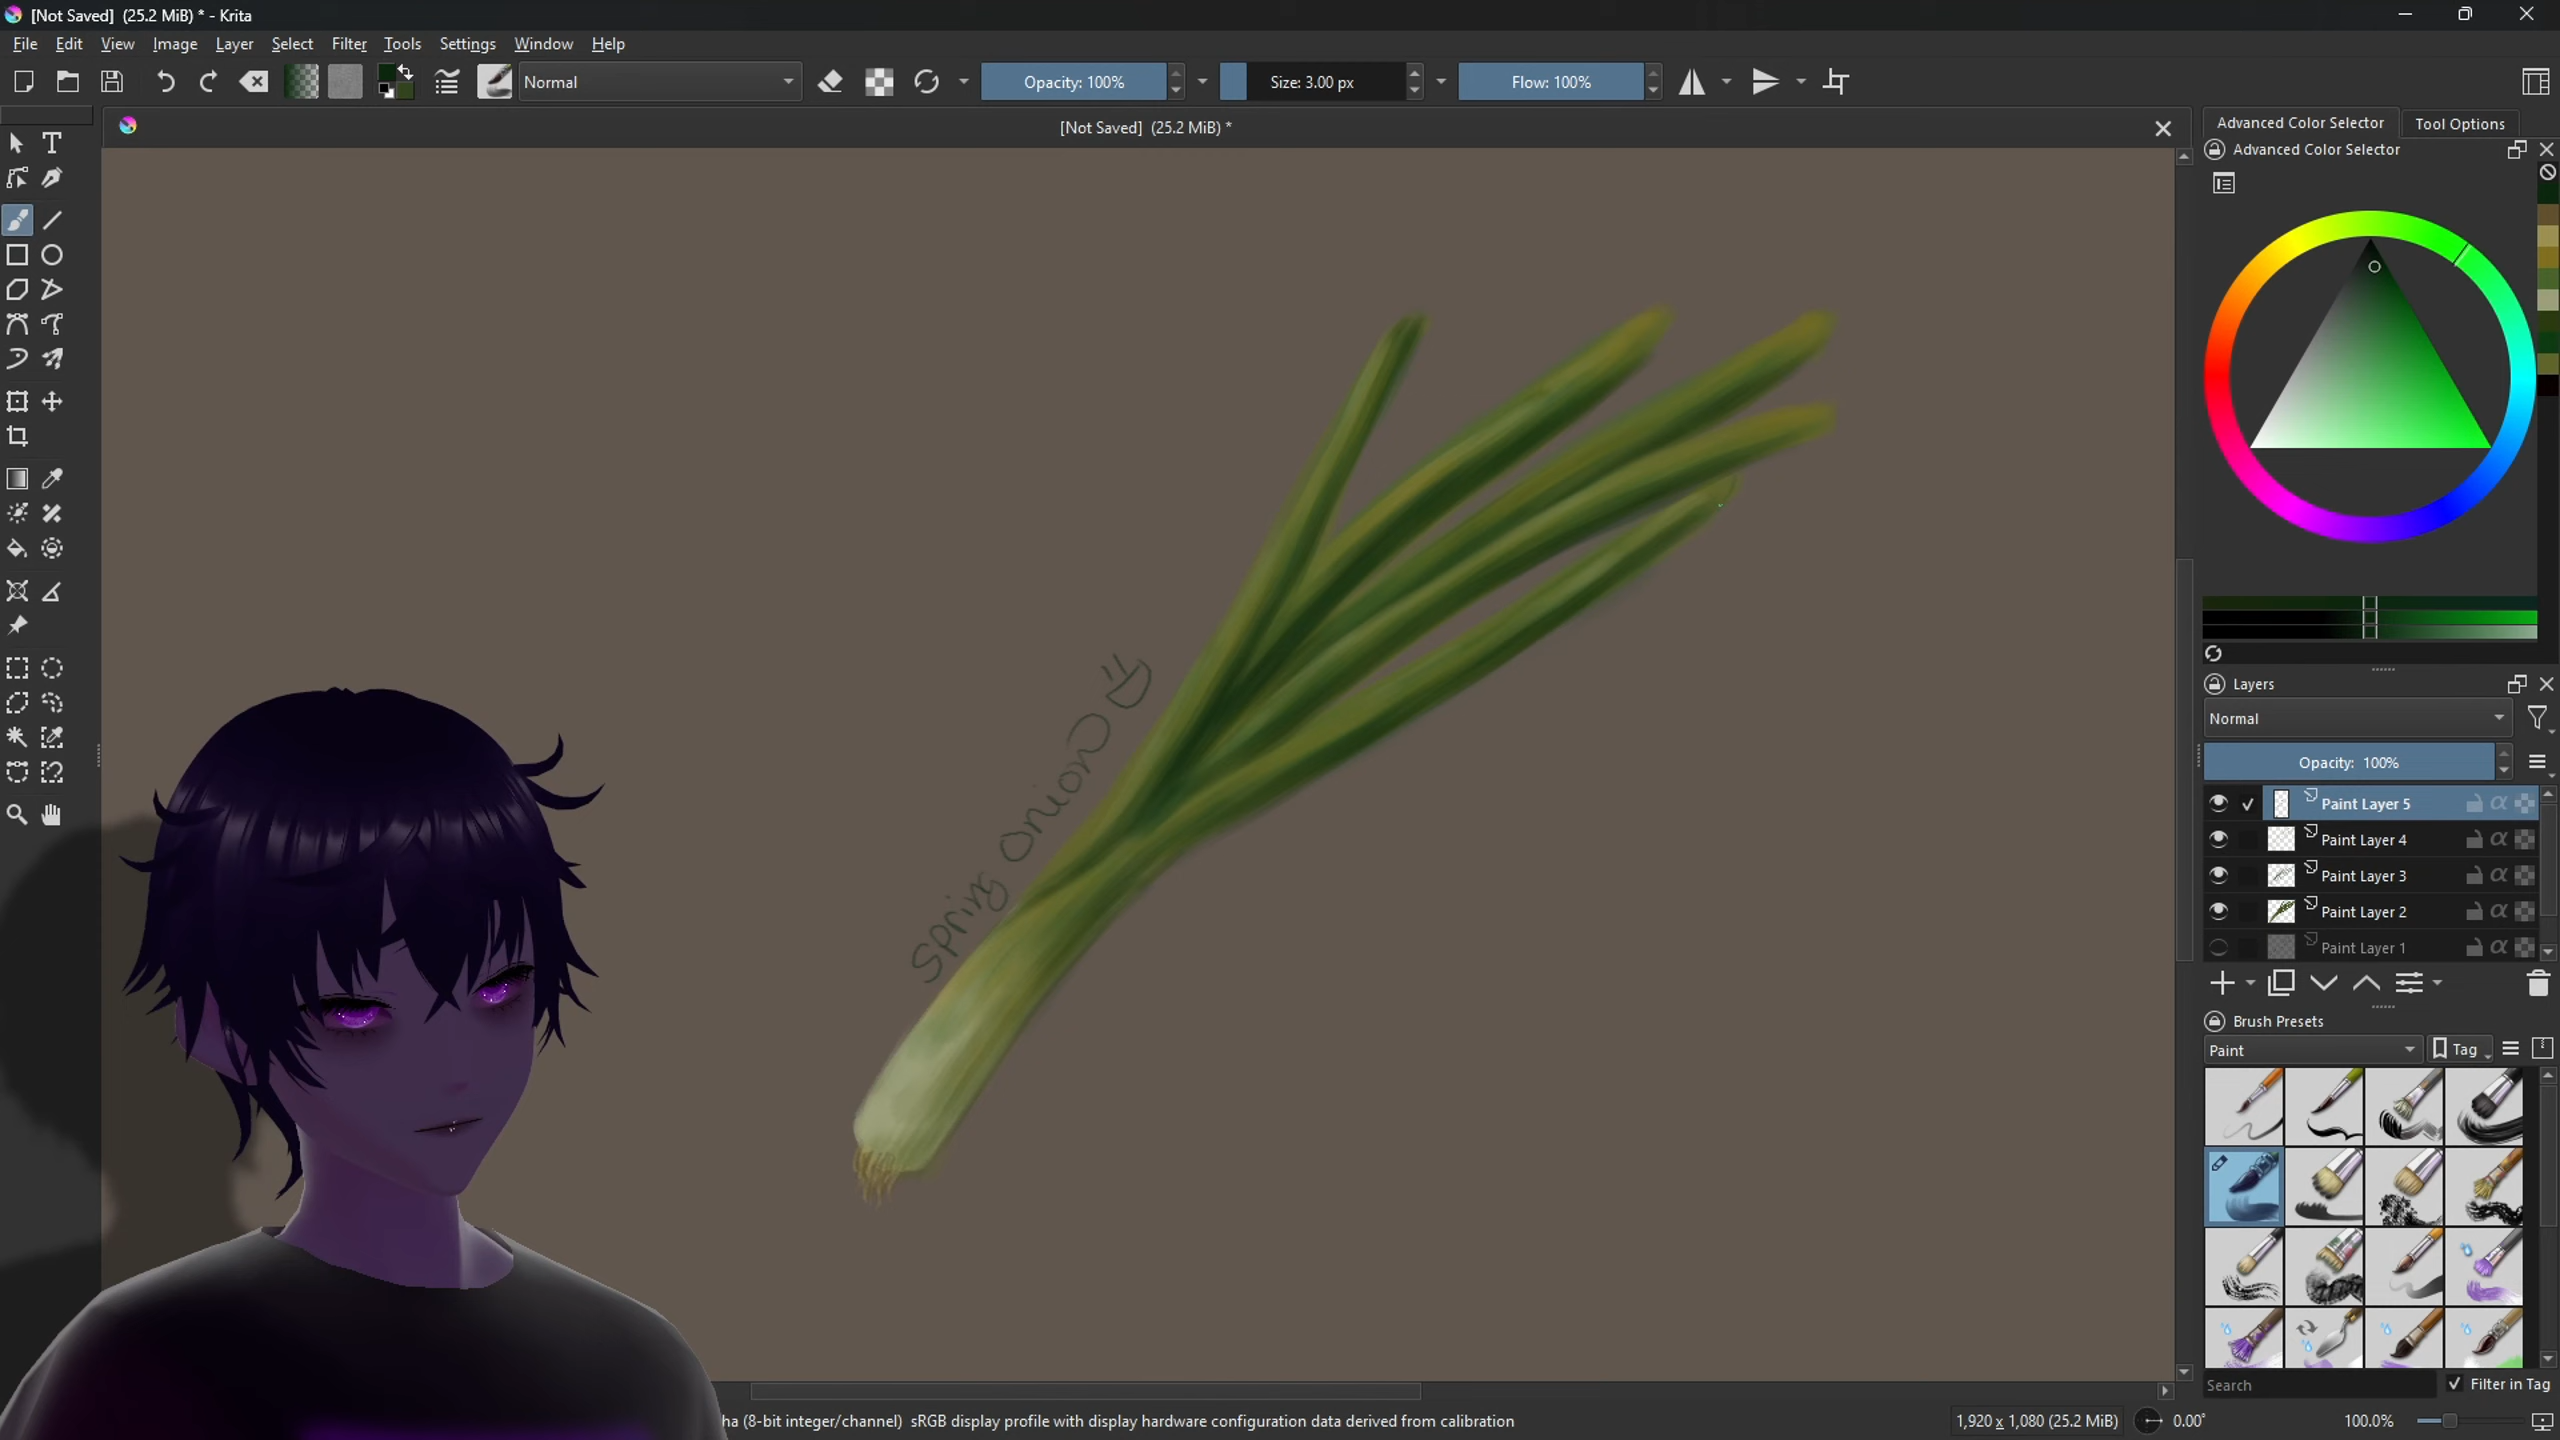 [Not Saved] (25.2 MiB) * - Krita
File Edit View Image Layer Select Filter Tools Settings Window Help
Normal Opacity: 100% Size: 3.00 px Flow: 100%
[Not Saved] (25.2 MiB) *
Advanced Color Selector Tool Options
Advanced Color Selector
spring onion
Layers
Normal
Opacity: 100%
Paint Layer 5
Paint Layer 4
Paint Layer 3
Paint Layer 2
Paint Layer 1
Brush Presets
Paint Tag
Search Filter in Tag
ha (8-bit integer/channel) sRGB display profile with display hardware configuration data derived from calibration 1,920 x 1,080 (25.2 MiB) 0.00° 100.0%